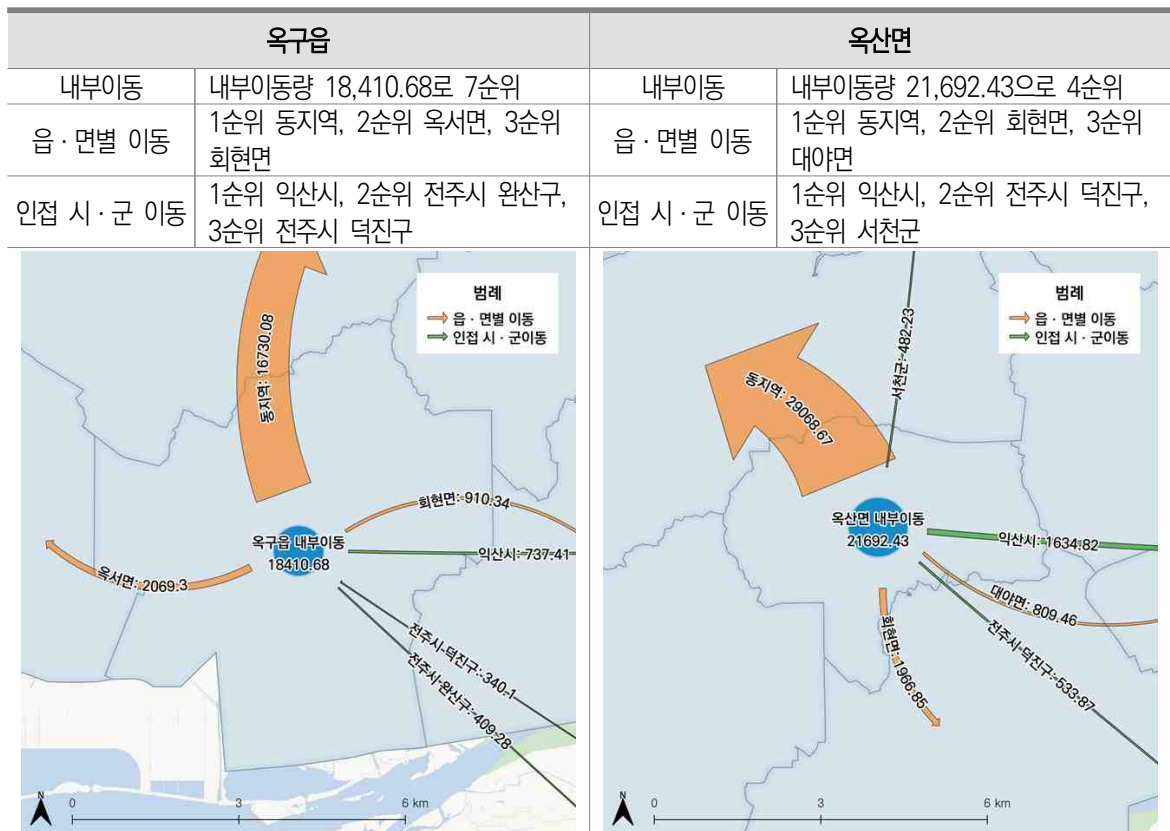 옥구읍
옥산면
내부이동
내부이동량 18,410.68로 7순위
내부이동
내부이동량 21,692.43으로 4순위
읍·면별 이동
1순위 동지역, 2순위 옥서면, 3순위
회현면
읍·면별 이동
1순위 동지역, 2순위 회현면, 3순위
대야면
인접 시·군 이동
1순위 익산시, 2순위 전주시 완산구,
3순위 전주시 덕진구
인접 시·군 이동
1순위 익산시, 2순위 전주시 덕진구,
3순위 서천군
범례
읍·면별 이동
인접 시·군이동
동지역: 16730.08
회현면: 910.34
옥구읍 내부이동
18410.68
익산시: 737.41
옥서면: 2069.3
전주시 덕진구: 340.1
전주시 완산구: 409.28
N
0
3
6 km
범례
읍·면별 이동
인접 시·군이동
서천군: 482.23
동지역: 29068.67
옥산면 내부이동
21692.43
익산시: 1634.82
대야면: 809.46
회현면: 1966.85
전주시 덕진구: 533.87
N
0
3
6 km